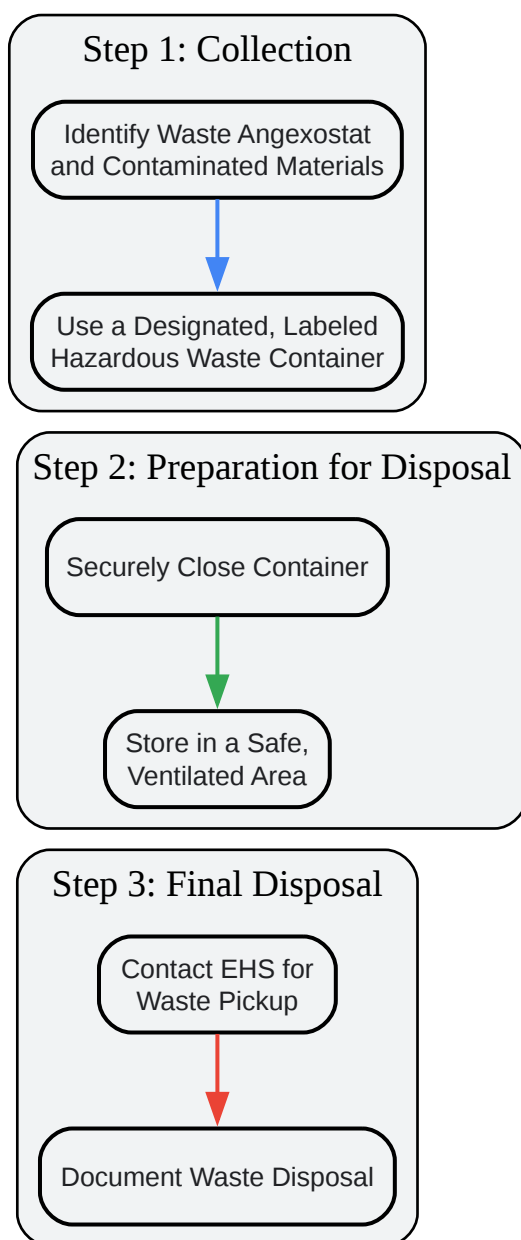 Step 1: Collection
Identify Waste Angexostat
and Contaminated Materials
Use a Designated, Labeled
Hazardous Waste Container
Step 2: Preparation for Disposal
Securely Close Container
Store in a Safe,
Ventilated Area
Step 3: Final Disposal
Contact EHS for
Waste Pickup
Document Waste Disposal